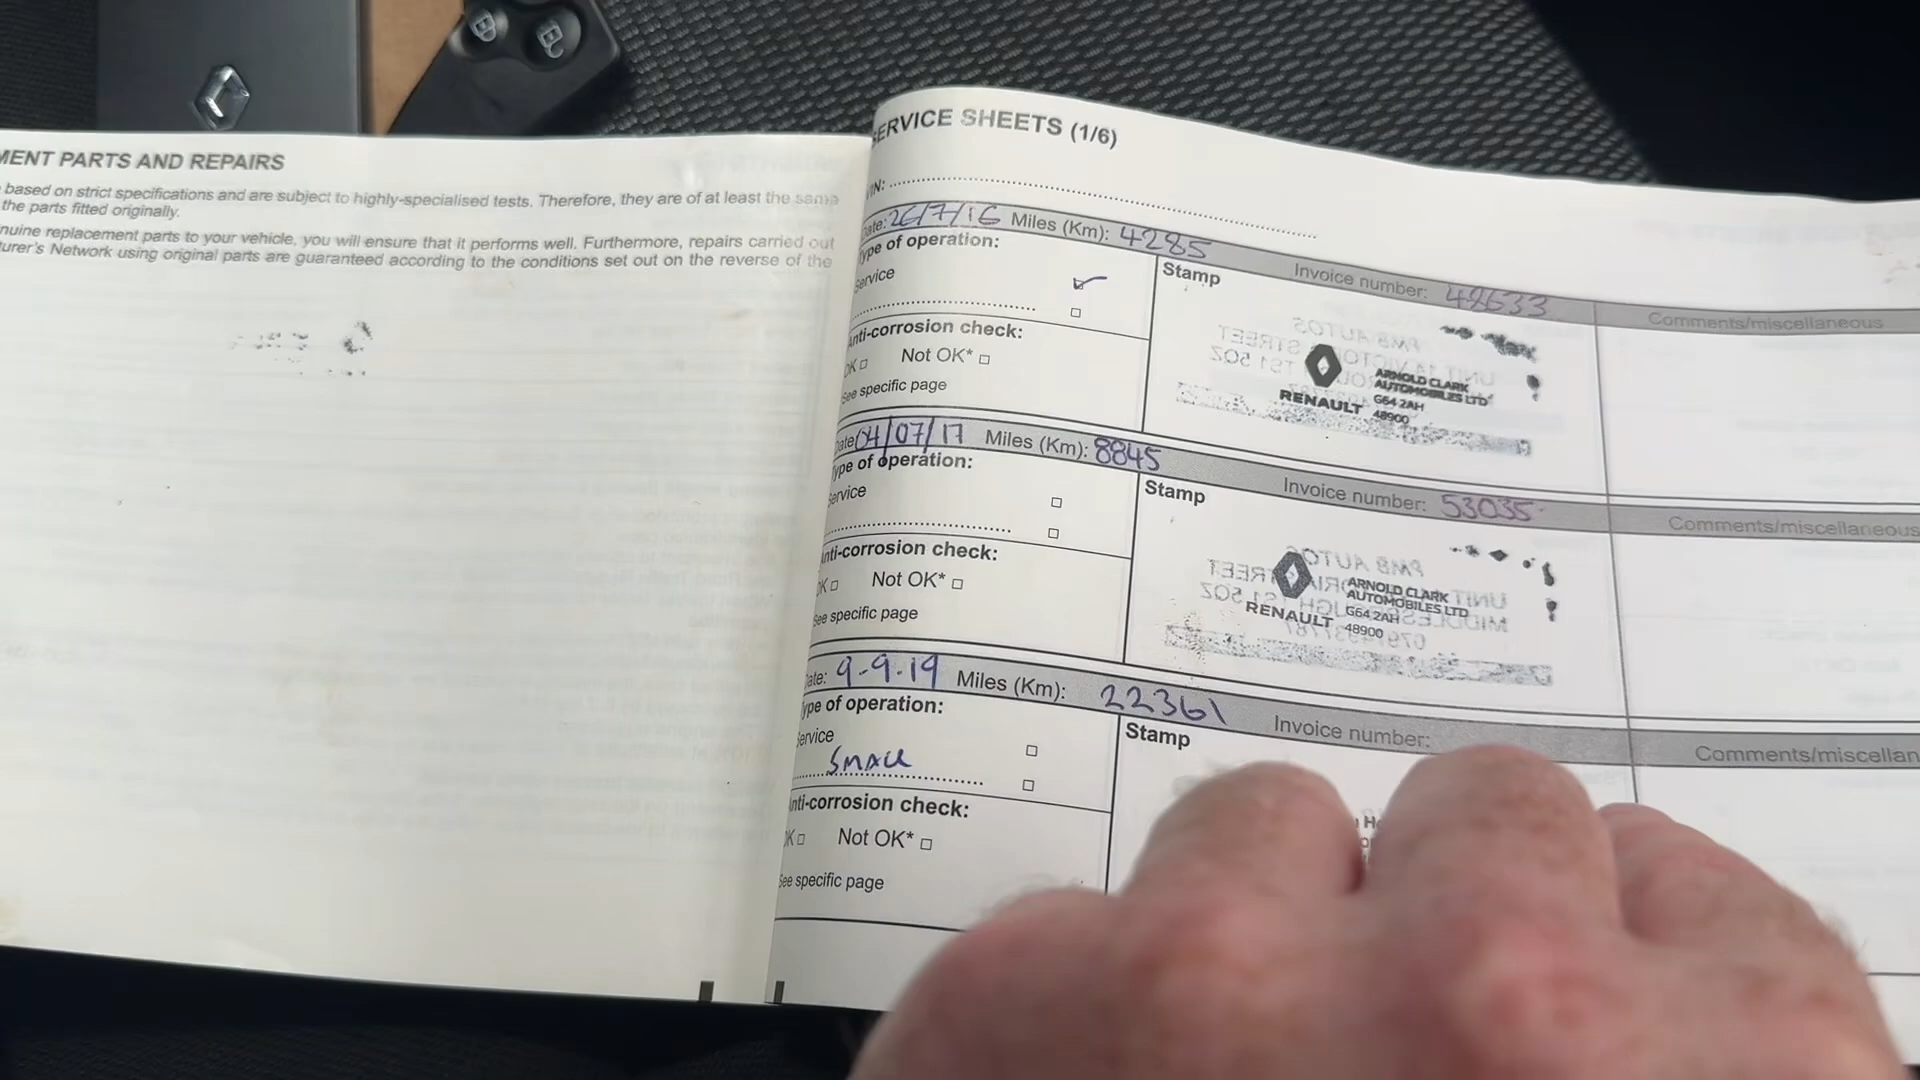 MENT PARTS AND REPAIRS
based on strict specifications and are subject to highly-specialised tests. Therefore, they are of at least the same
the parts fitted originally.
nuine replacement parts to your vehicle, you will ensure that it performs well. Furthermore, repairs carried out
urer's Network using original parts are guaranteed according to the conditions set out on the reverse of the
SERVICE SHEETS (1/6)
VIN:
Date: 26/7/16 Miles (Km): 4285 Invoice number: 48633
Type of operation:
Service
Stamp
Comments/miscellaneous
Anti-corrosion check:
OK Not OK*
See specific page
ARNOLD CLARK
AUTOMOBILES LTD
G64 2AH
RENAULT 48900
Date: 04/07/17 Miles (Km): 8845 Invoice number: 53035
Type of operation:
Service
Stamp
Comments/miscellaneous
Anti-corrosion check:
OK Not OK*
See specific page
ARNOLD CLARK
AUTOMOBILES LTD
G64 2AH
RENAULT 48900
Date: 9-9-19 Miles (Km): 22361 Invoice number:
Type of operation:
Service
Small
Stamp
Comments/miscellan
Anti-corrosion check:
OK Not OK*
See specific page